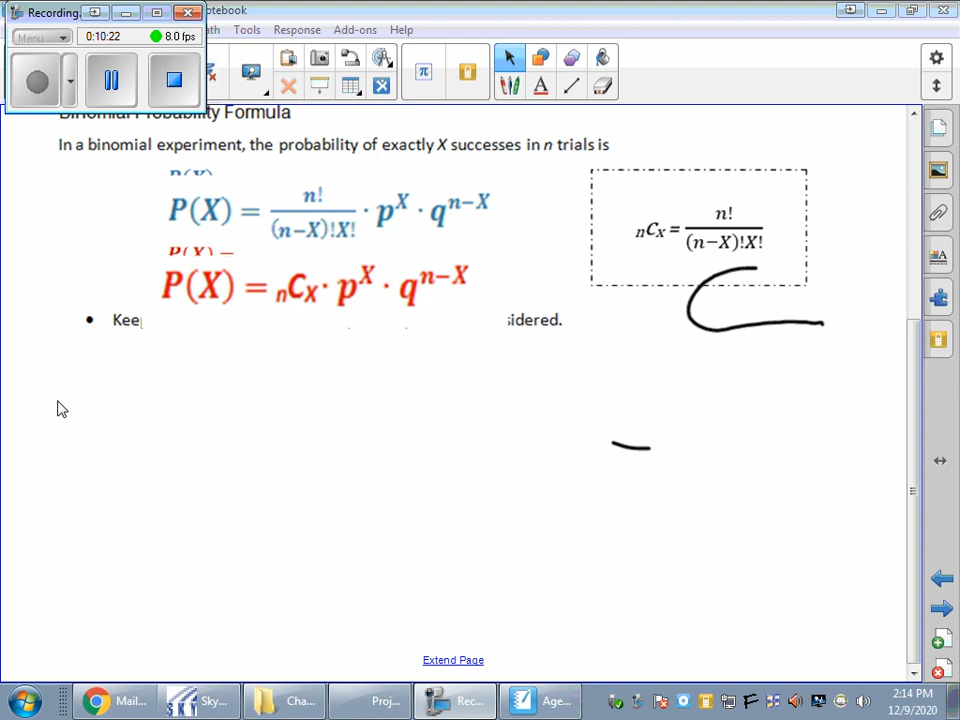 Recording...
Notebook
Menu
0:10:22
8.0 fps
Tools Response Add-ons Help
Binomial Probability Formula
In a binomial experiment, the probability of exactly X successes in n trials is
P(X) = n!/(n−X)!X! · p^X · q^(n−X)
nCX = n!/(n−X)!X!
P(X) =
P(X) = nCX · p^X · q^(n−X)
• Keep sidered.
Extend Page
Mail... Sky... Cha... Proj... Rec... Age...
2:14 PM
12/9/2020